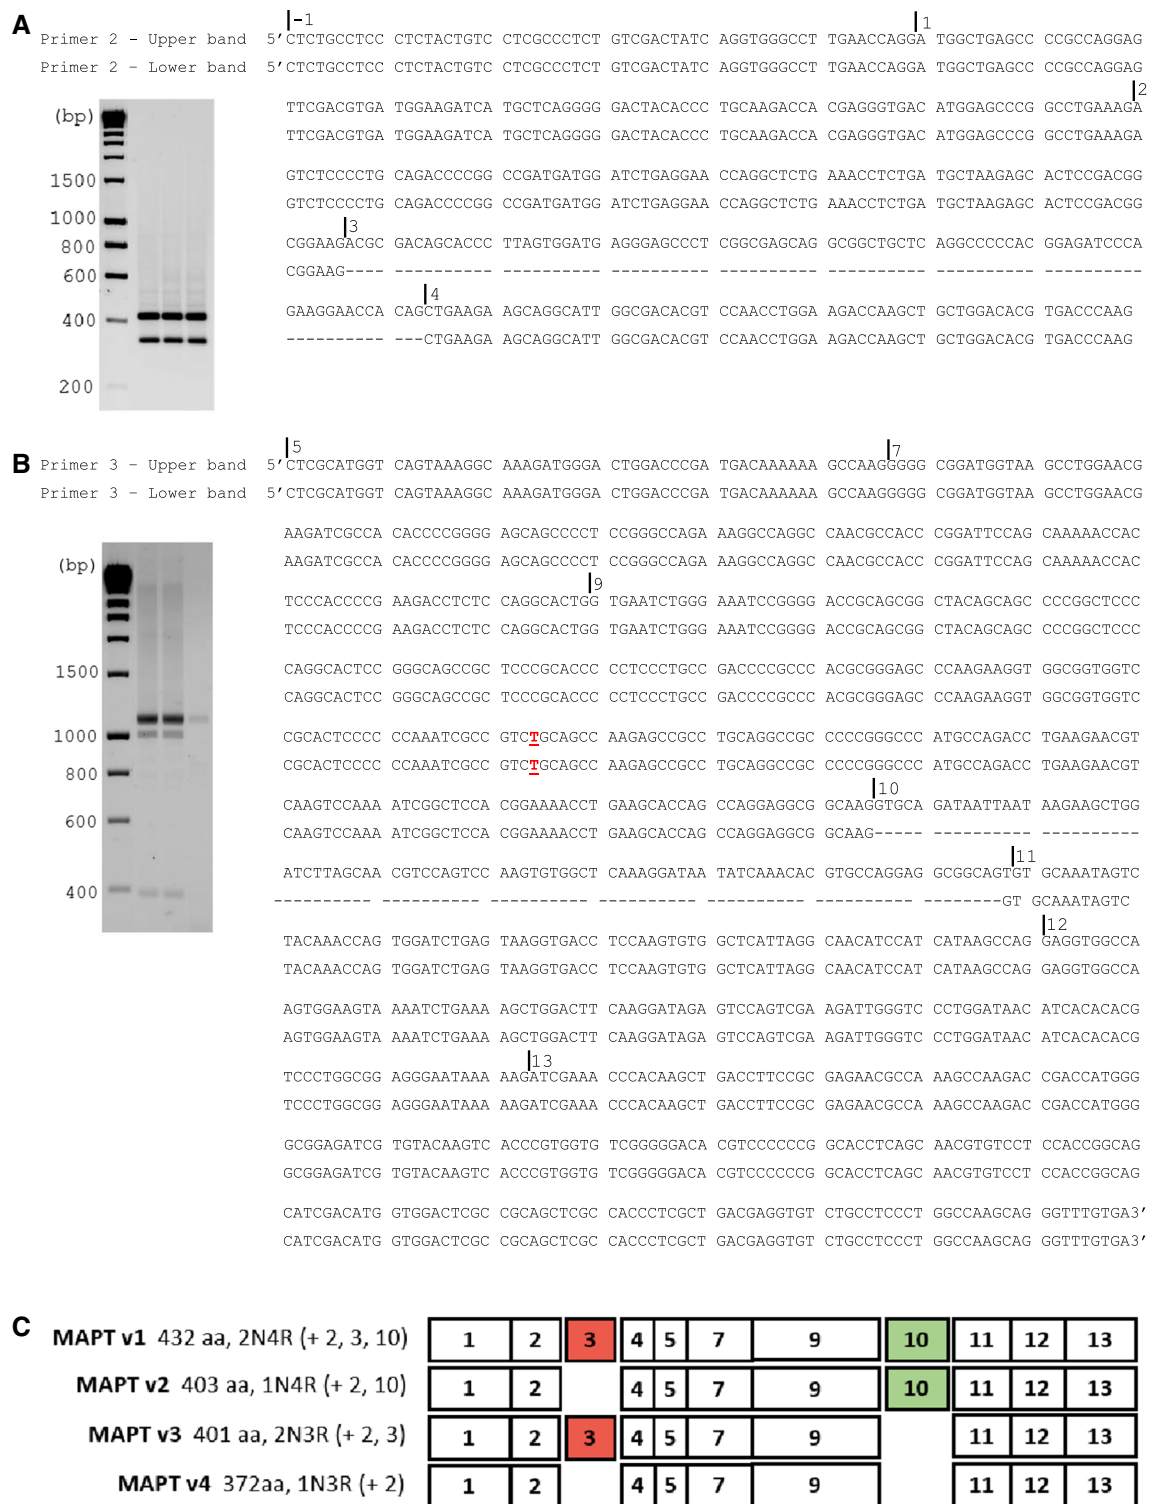 A
|-1 |1
Primer 2 - Upper band 5’CTCTGCCTCC CTCTACTGTC CTCGCCCTCT GTCGACTATC AGGTGGGCCT TGAACCAGGA TGGCTGAGCC CCGCCAGGAG
Primer 2 - Lower band 5’CTCTGCCTCC CTCTACTGTC CTCGCCCTCT GTCGACTATC AGGTGGGCCT TGAACCAGGA TGGCTGAGCC CCGCCAGGAG
|2
TTCGACGTGA TGGAAGATCA TGCTCAGGGG GACTACACCC TGCAAGACCA CGAGGGTGAC ATGGAGCCCG GCCTGAAAGA
TTCGACGTGA TGGAAGATCA TGCTCAGGGG GACTACACCC TGCAAGACCA CGAGGGTGAC ATGGAGCCCG GCCTGAAAGA
GTCTCCCCTG CAGACCCCGG CCGATGATGG ATCTGAGGAA CCAGGCTCTG AAACCTCTGA TGCTAAGAGC ACTCCGACGG
GTCTCCCCTG CAGACCCCGG CCGATGATGG ATCTGAGGAA CCAGGCTCTG AAACCTCTGA TGCTAAGAGC ACTCCGACGG
|3
CGGAAGACGC GACAGCACCC TTAGTGGATG AGGGAGCCCT CGGCGAGCAG GCGGCTGCTC AGGCCCCCAC GGAGATCCCA
CGGAAG---- ---------- ---------- ---------- ---------- ---------- ---------- ----------
|4
GAAGGAACCA CAGCTGAAGA AGCAGGCATT GGCGACACGT CCAACCTGGA AGACCAAGCT GCTGGACACG TGACCCAAG
---------- ---CTGAAGA AGCAGGCATT GGCGACACGT CCAACCTGGA AGACCAAGCT GCTGGACACG TGACCCAAG
(bp)
1500
1000
800
600
400
200
B
|5 |7
Primer 3 - Upper band 5’CTCGCATGGT CAGTAAAGGC AAAGATGGGA CTGGACCCGA TGACAAAAAA GCCAAGGGGG CGGATGGTAA GCCTGGAACG
Primer 3 - Lower band 5’CTCGCATGGT CAGTAAAGGC AAAGATGGGA CTGGACCCGA TGACAAAAAA GCCAAGGGGG CGGATGGTAA GCCTGGAACG
AAGATCGCCA CACCCCGGGG AGCAGCCCCT CCGGGCCAGA AAGGCCAGGC CAACGCCACC CGGATTCCAG CAAAAACCAC
AAGATCGCCA CACCCCGGGG AGCAGCCCCT CCGGGCCAGA AAGGCCAGGC CAACGCCACC CGGATTCCAG CAAAAACCAC
|9
TCCCACCCCG AAGACCTCTC CAGGCACTGG TGAATCTGGG AAATCCGGGG ACCGCAGCGG CTACAGCAGC CCCGGCTCCC
TCCCACCCCG AAGACCTCTC CAGGCACTGG TGAATCTGGG AAATCCGGGG ACCGCAGCGG CTACAGCAGC CCCGGCTCCC
CAGGCACTCC GGGCAGCCGC TCCCGCACCC CCTCCCTGCC GACCCCGCCC ACGCGGGAGC CCAAGAAGGT GGCGGTGGTC
CAGGCACTCC GGGCAGCCGC TCCCGCACCC CCTCCCTGCC GACCCCGCCC ACGCGGGAGC CCAAGAAGGT GGCGGTGGTC
CGCACTCCCC CCAAATCGCC GTCTGCAGCC AAGAGCCGCC TGCAGGCCGC CCCCGGGCCC ATGCCAGACC TGAAGAACGT
CGCACTCCCC CCAAATCGCC GTCTGCAGCC AAGAGCCGCC TGCAGGCCGC CCCCGGGCCC ATGCCAGACC TGAAGAACGT
|10
CAAGTCCAAA ATCGGCTCCA CGGAAAACCT GAAGCACCAG CCAGGAGGCG GCAAGGTGCA GATAATTAAT AAGAAGCTGG
CAAGTCCAAA ATCGGCTCCA CGGAAAACCT GAAGCACCAG CCAGGAGGCG GCAAG----- ---------- ----------
|11
ATCTTAGCAA CGTCCAGTCC AAGTGTGGCT CAAAGGATAA TATCAAACAC GTGCCAGGAG GCGGCAGTGT GCAAATAGTC
---------- ---------- ---------- ---------- ---------- ---------- --------GT GCAAATAGTC
|12
TACAAACCAG TGGATCTGAG TAAGGTGACC TCCAAGTGTG GCTCATTAGG CAACATCCAT CATAAGCCAG GAGGTGGCCA
TACAAACCAG TGGATCTGAG TAAGGTGACC TCCAAGTGTG GCTCATTAGG CAACATCCAT CATAAGCCAG GAGGTGGCCA
AGTGGAAGTA AAATCTGAAA AGCTGGACTT CAAGGATAGA GTCCAGTCGA AGATTGGGTC CCTGGATAAC ATCACACACG
AGTGGAAGTA AAATCTGAAA AGCTGGACTT CAAGGATAGA GTCCAGTCGA AGATTGGGTC CCTGGATAAC ATCACACACG
|13
TCCCTGGCGG AGGGAATAAA AAGATCGAAA CCCACAAGCT GACCTTCCGC GAGAACGCCA AAGCCAAGAC CGACCATGGG
TCCCTGGCGG AGGGAATAAA AAGATCGAAA CCCACAAGCT GACCTTCCGC GAGAACGCCA AAGCCAAGAC CGACCATGGG
GCGGAGATCG TGTACAAGTC ACCCGTGGTG TCGGGGGACA CGTCCCCCCG GCACCTCAGC AACGTGTCCT CCACCGGCAG
GCGGAGATCG TGTACAAGTC ACCCGTGGTG TCGGGGGACA CGTCCCCCCG GCACCTCAGC AACGTGTCCT CCACCGGCAG
CATCGACATG GTGGACTCGC CGCAGCTCGC CACCCTCGCT GACGAGGTGT CTGCCTCCCT GGCCAAGCAG GGTTTGTGA3’
CATCGACATG GTGGACTCGC CGCAGCTCGC CACCCTCGCT GACGAGGTGT CTGCCTCCCT GGCCAAGCAG GGTTTGTGA3’
(bp)
1500
1000
800
600
400
C
MAPT v1 432 aa, 2N4R (+ 2, 3, 10) 1 2 3 4 5 7 9 10 11 12 13
MAPT v2 403 aa, 1N4R (+ 2, 10) 1 2 4 5 7 9 10 11 12 13
MAPT v3 401 aa, 2N3R (+ 2, 3) 1 2 3 4 5 7 9 11 12 13
MAPT v4 372aa, 1N3R (+ 2) 1 2 4 5 7 9 11 12 13